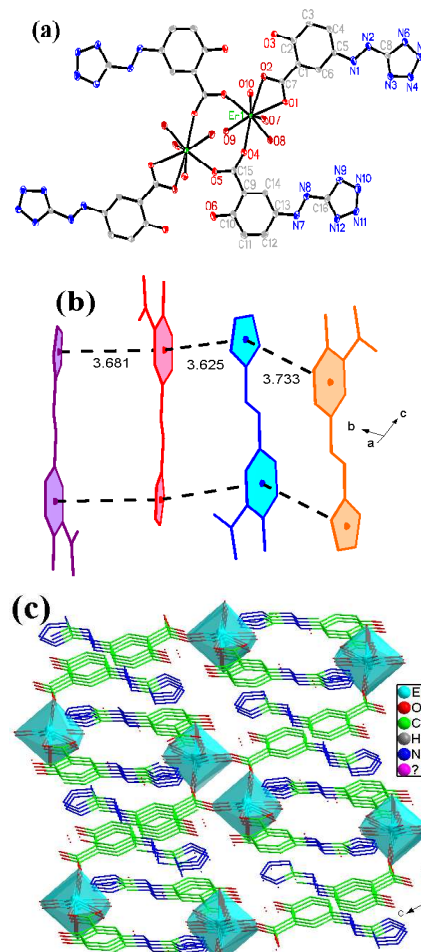 (a)
C3
C4
O3
C2
N2
N6
C5
C8
O2
C1
C6
N1
N3
N4
C7
O10
O1
Er1
O7
O9
O8
O4
C15
O5
C9
C14
N8
N9
N10
O6
C10
C13
C16
C11
C12
N7
N12
N11
(b)
3.681
3.625
3.733
b
c
a
(c)
E
O
C
H
N
?
c